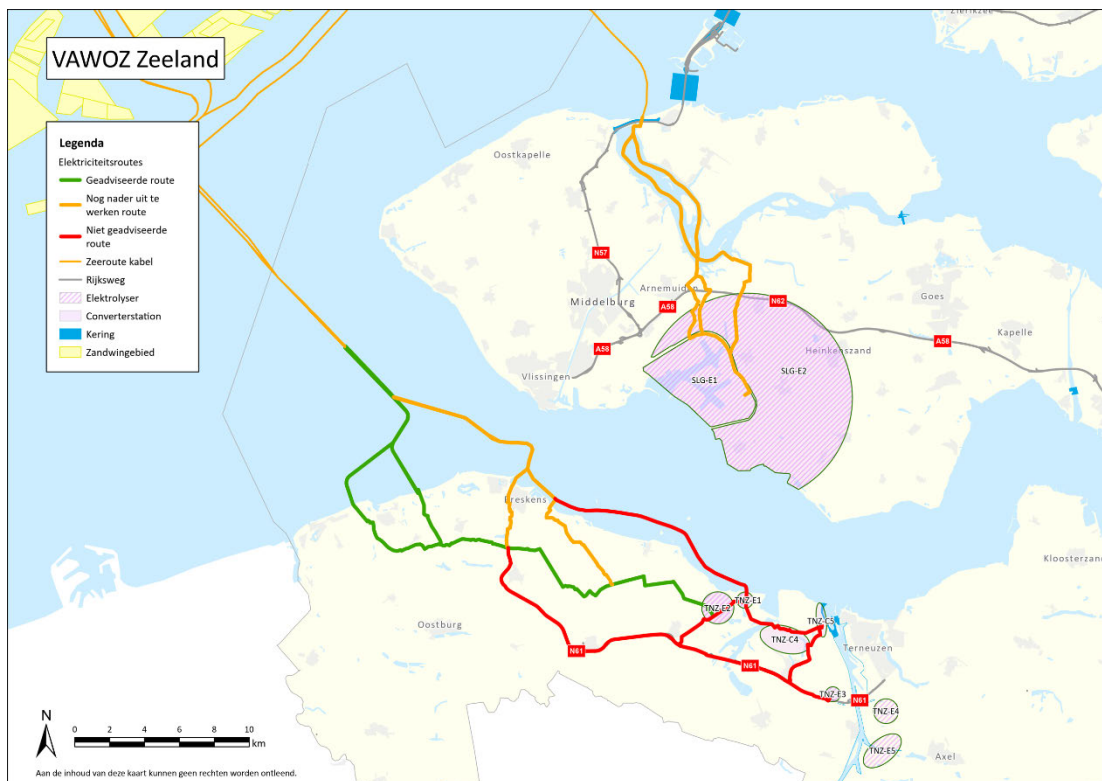 VAWOZ Zeeland
Legenda
Elektriciteitsroutes
Geadviseerde route
Nog nader uit te
werken route
Niet geadviseerde
route
Zeeroute kabel
Rijksweg
Elektrolyser
Converterstation
Kering
Zandwingebied
Zierikzee
Oostkapelle
N57
Arnemuiden
Middelburg
A58
N62
Goes
Kapelle
A58
A58
Heinkenszand
Vlissingen
SLG-E1
SLG-E2
Breskens
Kloosterzande
TNZ-E1
TNZ-E2
TNZ-C5
Oostburg
TNZ-C4
Terneuzen
N61
N61
TNZ-E3
N61
TNZ-E4
TNZ-E5
Axel
N
0 2 4 6 8 10
km
Aan de inhoud van deze kaart kunnen geen rechten worden ontleend.